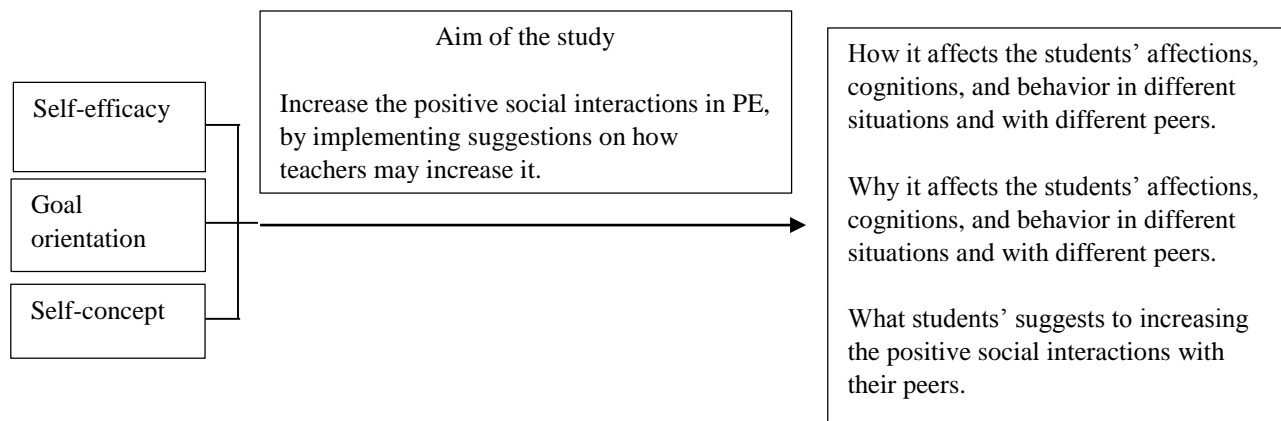 Self-efficacy
Goal
orientation
Self-concept
Aim of the study
Increase the positive social interactions in PE,
by implementing suggestions on how
teachers may increase it.
How it affects the students’ affections,
cognitions, and behavior in different
situations and with different peers.
Why it affects the students’ affections,
cognitions, and behavior in different
situations and with different peers.
What students’ suggests to increasing
the positive social interactions with
their peers.